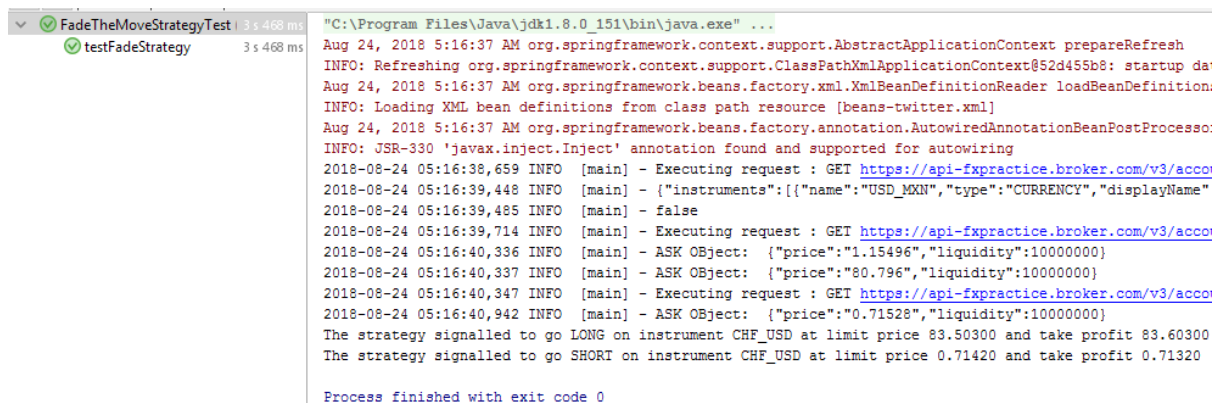 FadeTheMoveStrategyTest 3 s 468 ms
testFadeStrategy 3 s 468 ms
"C:\Program Files\Java\jdk1.8.0_151\bin\java.exe" ...
Aug 24, 2018 5:16:37 AM org.springframework.context.support.AbstractApplicationContext prepareRefresh
INFO: Refreshing org.springframework.context.support.ClassPathXmlApplicationContext@52d455b8: startup da
Aug 24, 2018 5:16:37 AM org.springframework.beans.factory.xml.XmlBeanDefinitionReader loadBeanDefinitions
INFO: Loading XML bean definitions from class path resource [beans-twitter.xml]
Aug 24, 2018 5:16:37 AM org.springframework.beans.factory.annotation.AutowiredAnnotationBeanPostProcessor
INFO: JSR-330 'javax.inject.Inject' annotation found and supported for autowiring
2018-08-24 05:16:38,659 INFO [main] - Executing request : GET https://api-fxpractice.broker.com/v3/accou
2018-08-24 05:16:39,448 INFO [main] - {"instruments":[{"name":"USD_MXN","type":"CURRENCY","displayName"
2018-08-24 05:16:39,485 INFO [main] - false
2018-08-24 05:16:39,714 INFO [main] - Executing request : GET https://api-fxpractice.broker.com/v3/accou
2018-08-24 05:16:40,336 INFO [main] - ASK OBject: {"price":"1.15496","liquidity":10000000}
2018-08-24 05:16:40,337 INFO [main] - ASK OBject: {"price":"80.796","liquidity":10000000}
2018-08-24 05:16:40,347 INFO [main] - Executing request : GET https://api-fxpractice.broker.com/v3/accou
2018-08-24 05:16:40,942 INFO [main] - ASK OBject: {"price":"0.71528","liquidity":10000000}
The strategy signalled to go LONG on instrument CHF_USD at limit price 83.50300 and take profit 83.60300
The strategy signalled to go SHORT on instrument CHF_USD at limit price 0.71420 and take profit 0.71320
Process finished with exit code 0